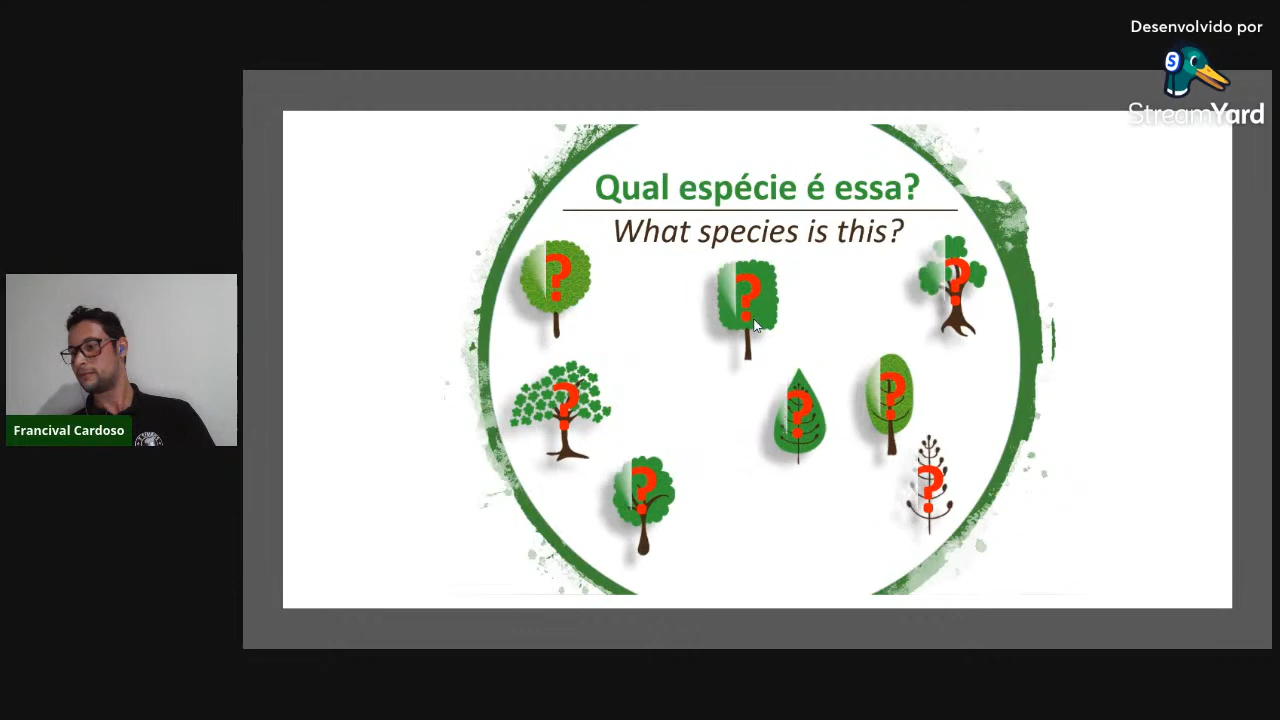 Desenvolvido por
StreamYard
Qual espécie é essa?
What species is this?
?
?
?
?
?
?
?
?
Francival Cardoso